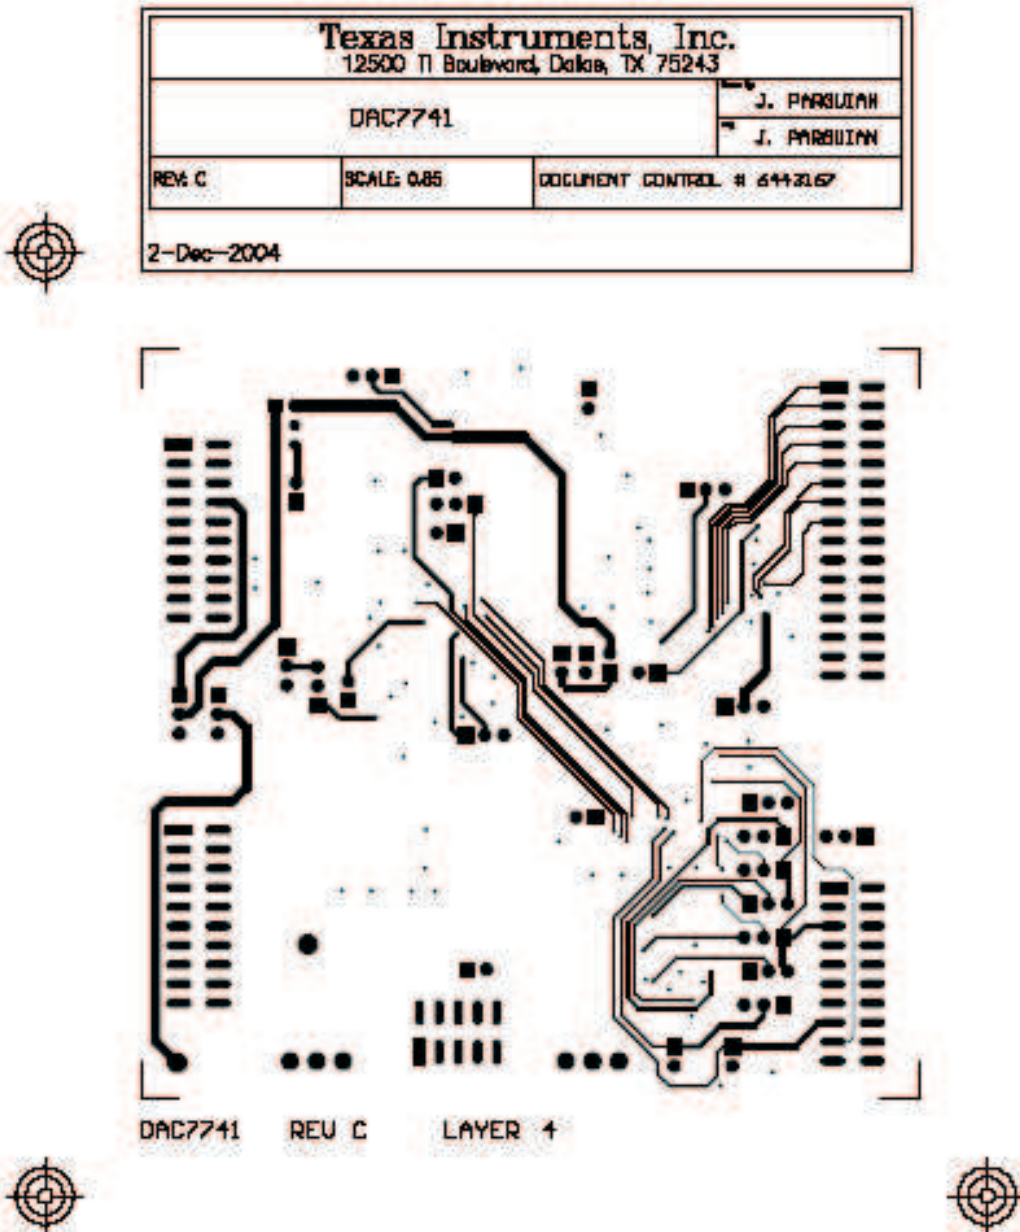 Texas Instruments, Inc.
12500 TI Boulevard, Dallas, TX 75243
DAC7741
J. PARGUIAN
J. PARGUIAN
REV: C
SCALE: 0.85
DOCUMENT CONTROL # 6443167
2-Dec-2004
DAC7741 REV C LAYER 4